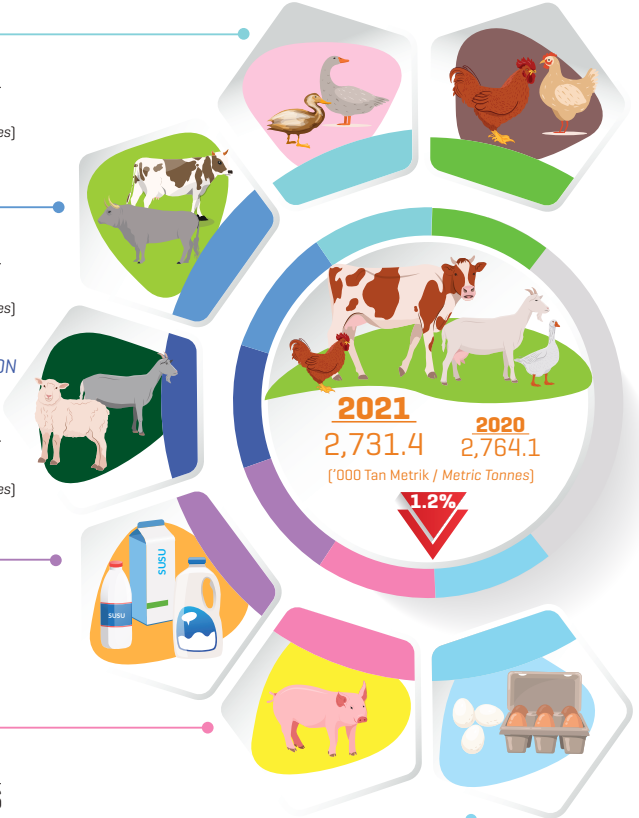 es)
es)
ON
es)
SUSU
SUSU
2021
2020
2,731.4
2,764.1
('000 Tan Metrik / Metric Tonnes)
1.2%